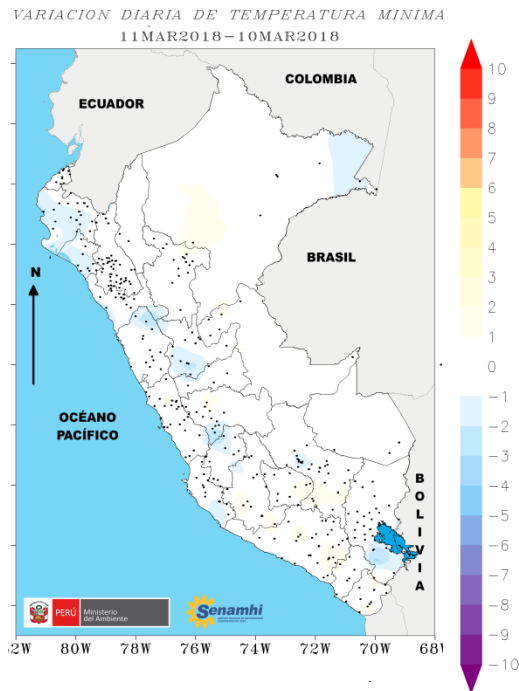 VARIACION DIARIA DE TEMPERATURA MINIMA
11MAR2018-10MAR2018
COLOMBIA
ECUADOR
BRASIL
N
OCÉANO
PACÍFICO
BOLIVIA
PERÚ
Ministerio
del Ambiente
Senamhi
82W 80W 78W 76W 74W 72W 70W 68W
10
9
8
7
6
5
4
3
2
1
0
-1
-2
-3
-4
-5
-6
-7
-8
-9
-10